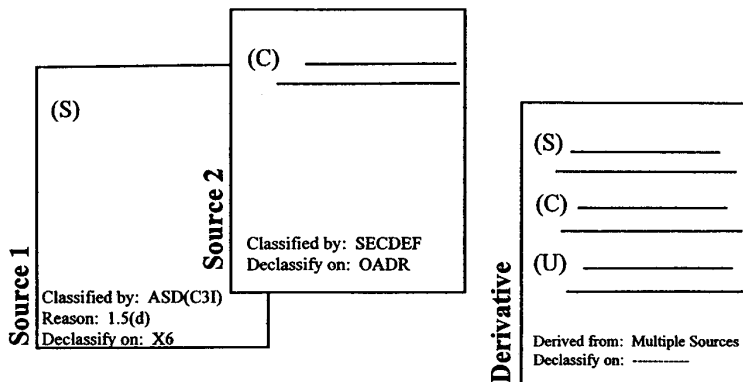 (S)
Source 1
Classified by: ASD(C3I)
Reason: 1.5(d)
Declassify on: X6
(C)
Source 2
Classified by: SECDEF
Declassify on: OADR
(S)
(C)
(U)
Derivative
Derived from: Multiple Sources
Declassify on: ----------